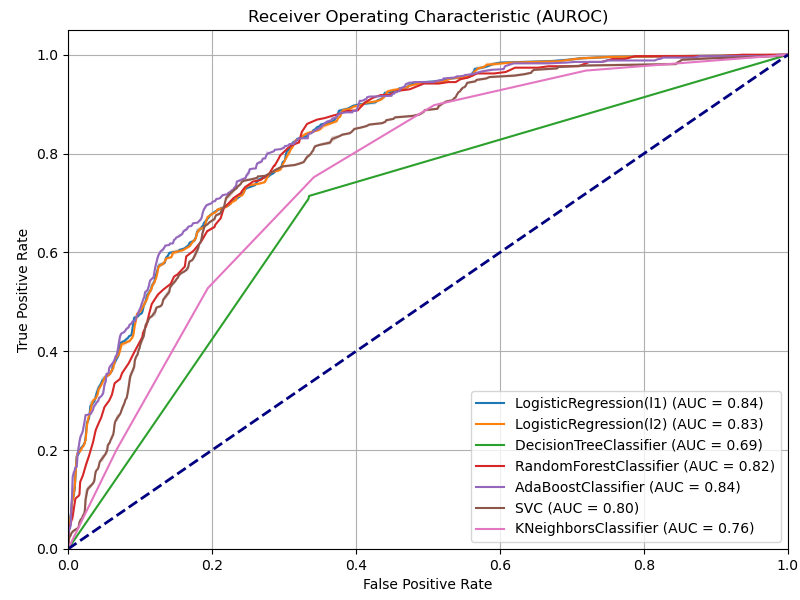 Receiver Operating Characteristic (AUROC)
1.0
0.8
0.6
0.4
0.2
0.0
True Positive Rate
LogisticRegression(l1) (AUC = 0.84)
LogisticRegression(l2) (AUC = 0.83)
DecisionTreeClassifier (AUC = 0.69)
RandomForestClassifier (AUC = 0.82)
AdaBoostClassifier (AUC = 0.84)
SVC (AUC = 0.80)
KNeighborsClassifier (AUC = 0.76)
0.0 0.2 0.4 0.6 0.8 1.0
False Positive Rate